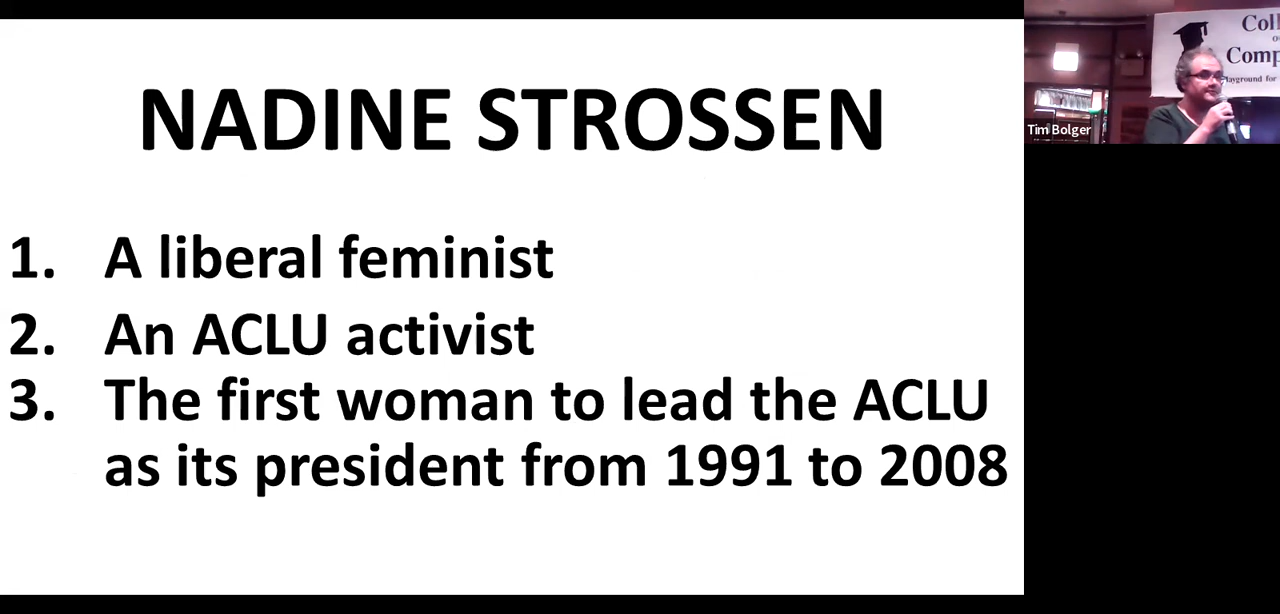 NADINE STROSSEN
1. A liberal feminist
2. An ACLU activist
3. The first woman to lead the ACLU
as its president from 1991 to 2008
Tim Bolger